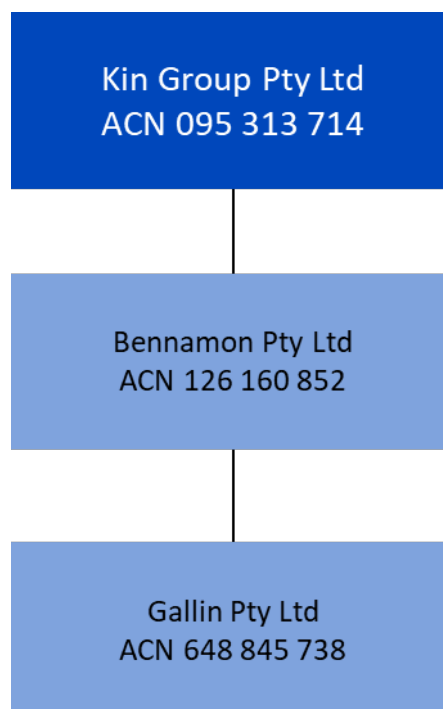 Kin Group Pty Ltd
ACN 095 313 714
Bennamon Pty Ltd
ACN 126 160 852
Gallin Pty Ltd
ACN 648 845 738